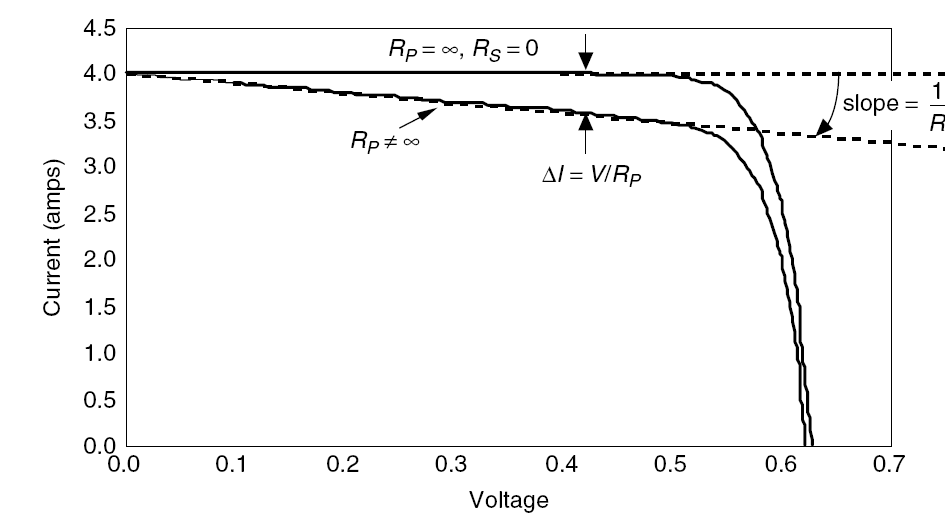 4.5
R_P = ∞, R_S = 0
4.0
slope = 1
R
3.5
R_P ≠ ∞
3.0
ΔI = V/R_P
2.5
2.0
1.5
1.0
0.5
0.0
Current (amps)
0.0 0.1 0.2 0.3 0.4 0.5 0.6 0.7
Voltage